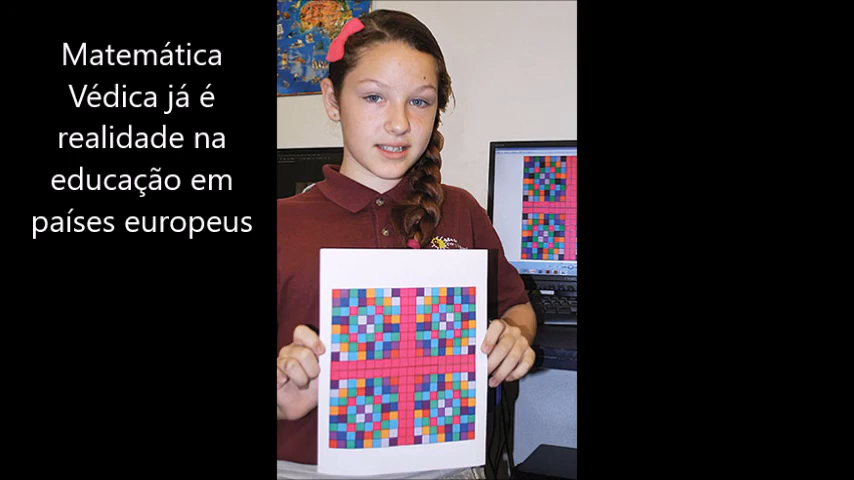 Matemática
Védica já é
realidade na
educação em
países europeus